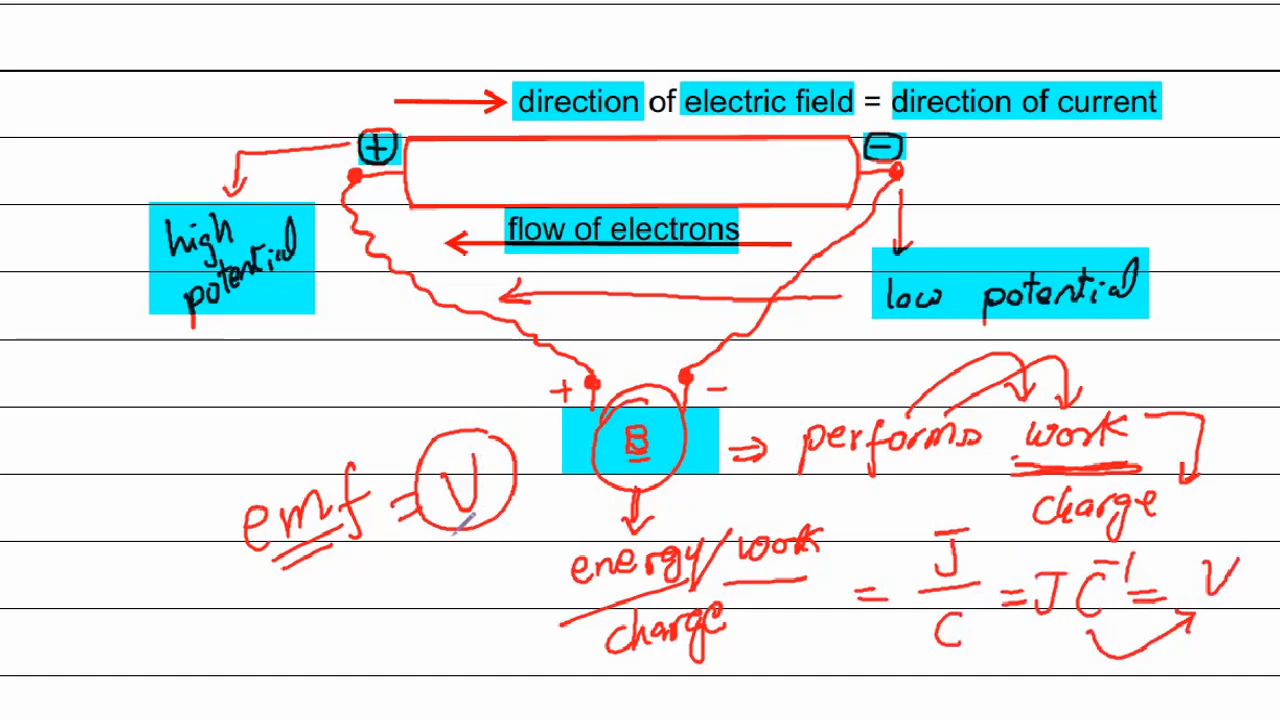 direction of electric field = direction of current
+ −
flow of electrons
high
potential
low potential
+ −
B ⇒ performs work
charge
emf = V
energy/work
charge
= J/C = J C⁻¹ = V